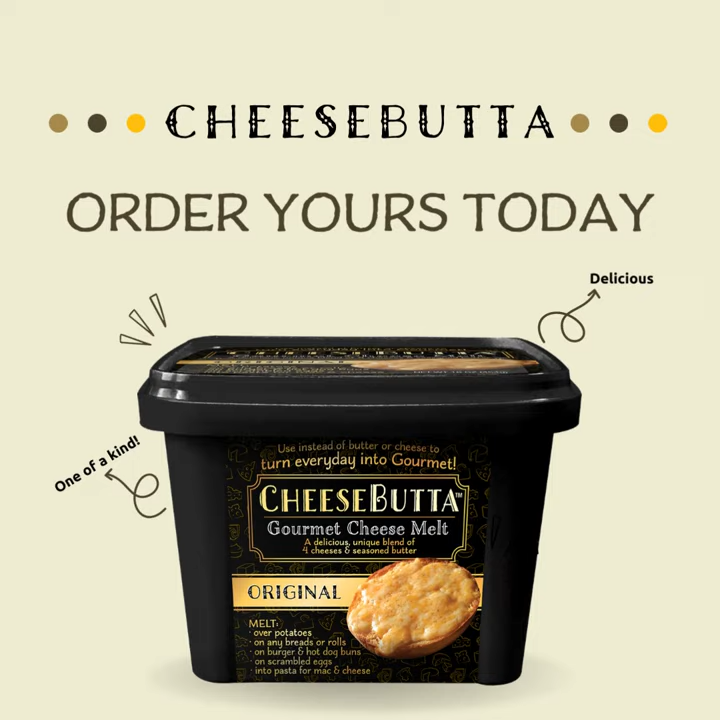 CHEESEBUTTA
ORDER YOURS TODAY
Delicious
One of a kind!
Use instead of butter or cheese to
turn everyday into Gourmet!
CHEESEBUTTA™
Gourmet Cheese Melt
A delicious, unique blend of
4 cheeses & seasoned butter
ORIGINAL
MELT:
· over potatoes
· on any breads or rolls
· on burger & hot dog buns
· on scrambled eggs
· into pasta for mac & cheese